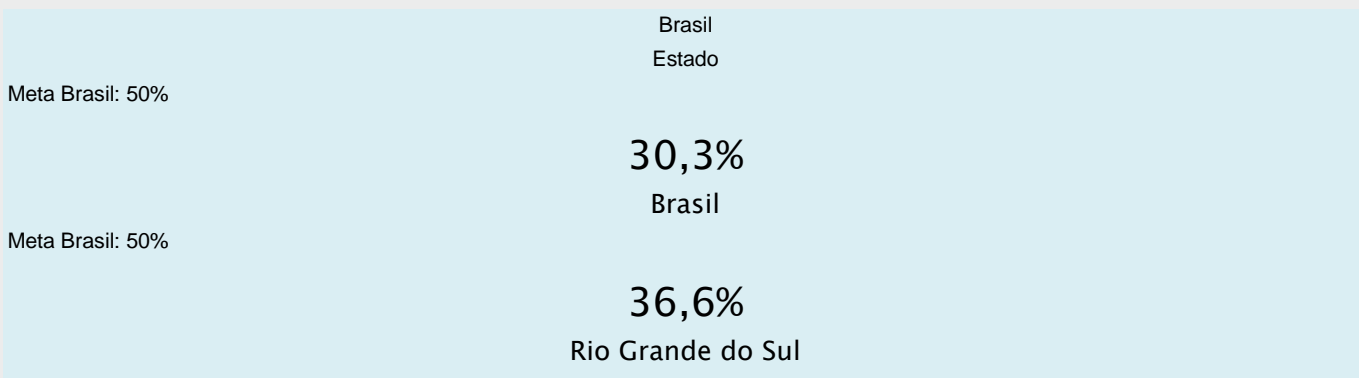 Brasil
Estado
Meta Brasil: 50%
30,3%
Brasil
Meta Brasil: 50%
36,6%
Rio Grande do Sul